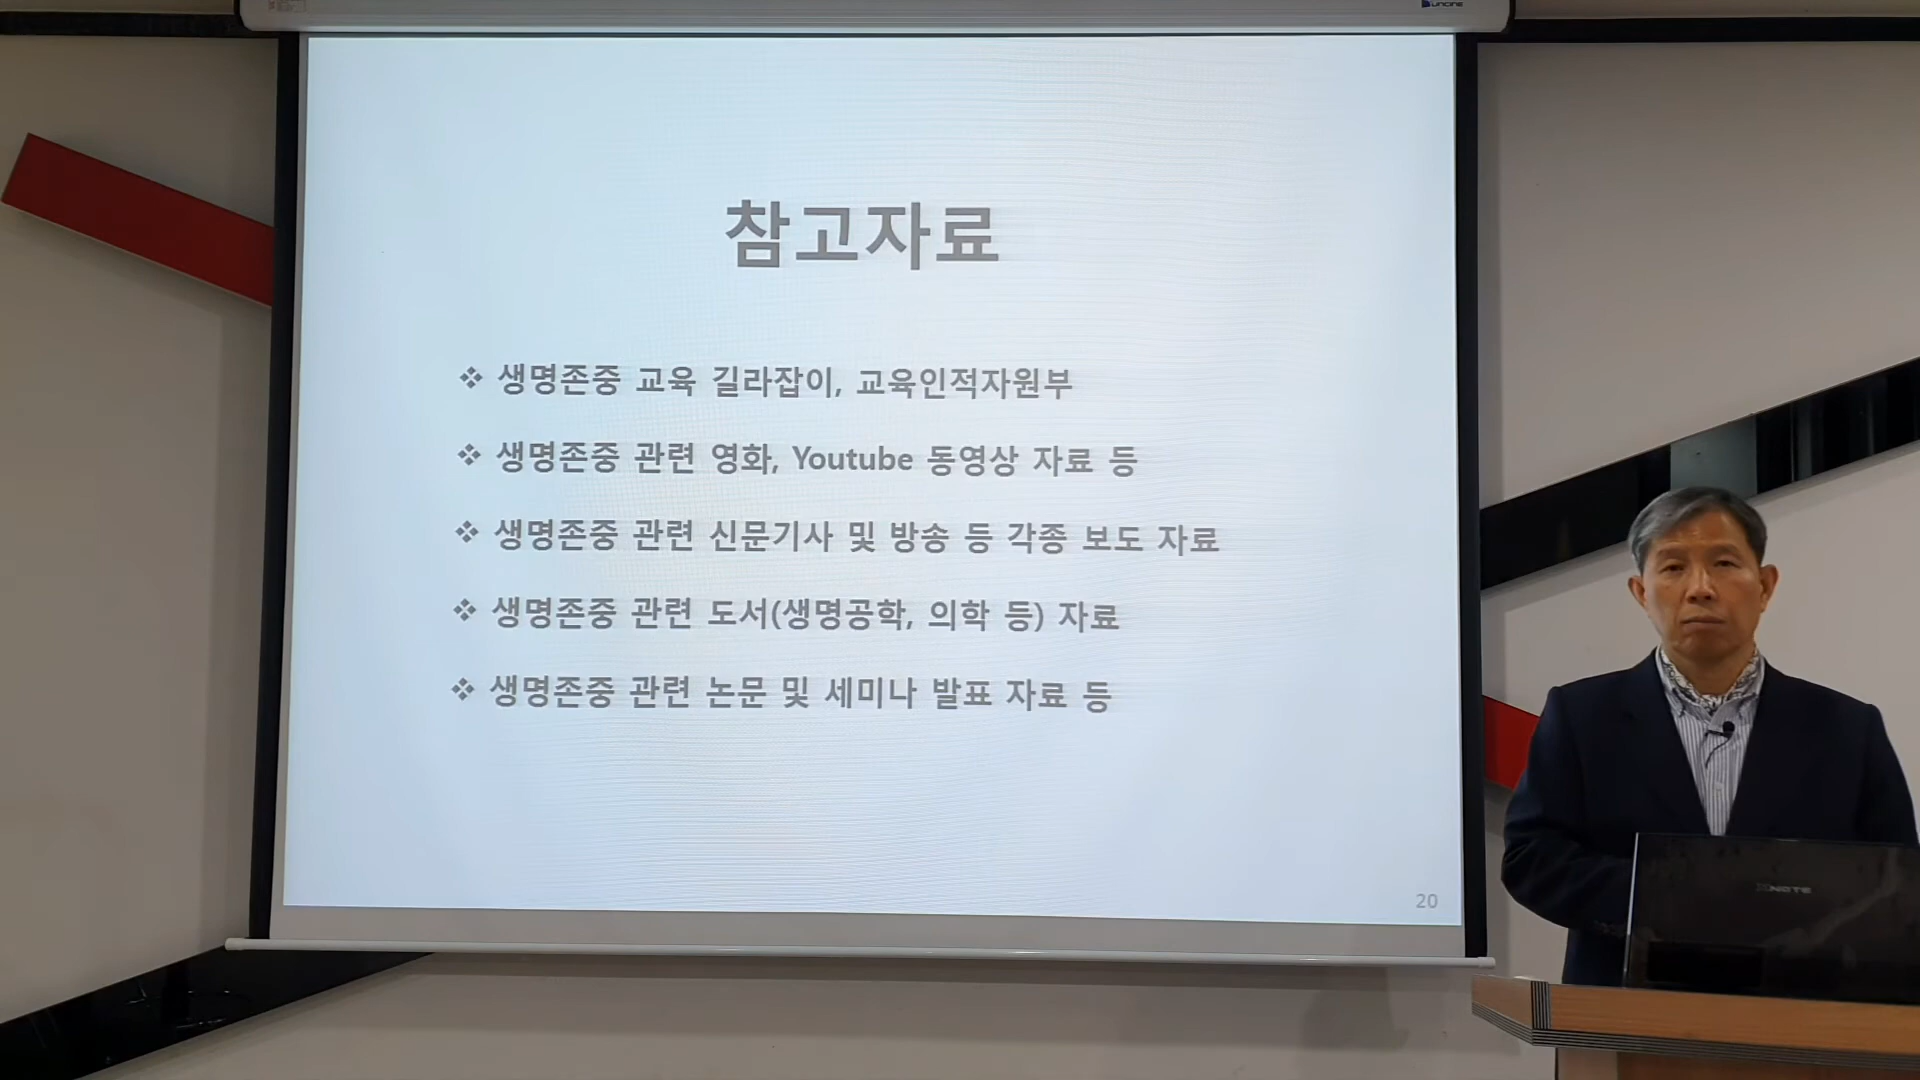 참고자료
❖ 생명존중 교육 길라잡이, 교육인적자원부
❖ 생명존중 관련 영화, Youtube 동영상 자료 등
❖ 생명존중 관련 신문기사 및 방송 등 각종 보도 자료
❖ 생명존중 관련 도서(생명공학, 의학 등) 자료
❖ 생명존중 관련 논문 및 세미나 발표 자료 등
20
XNOTE